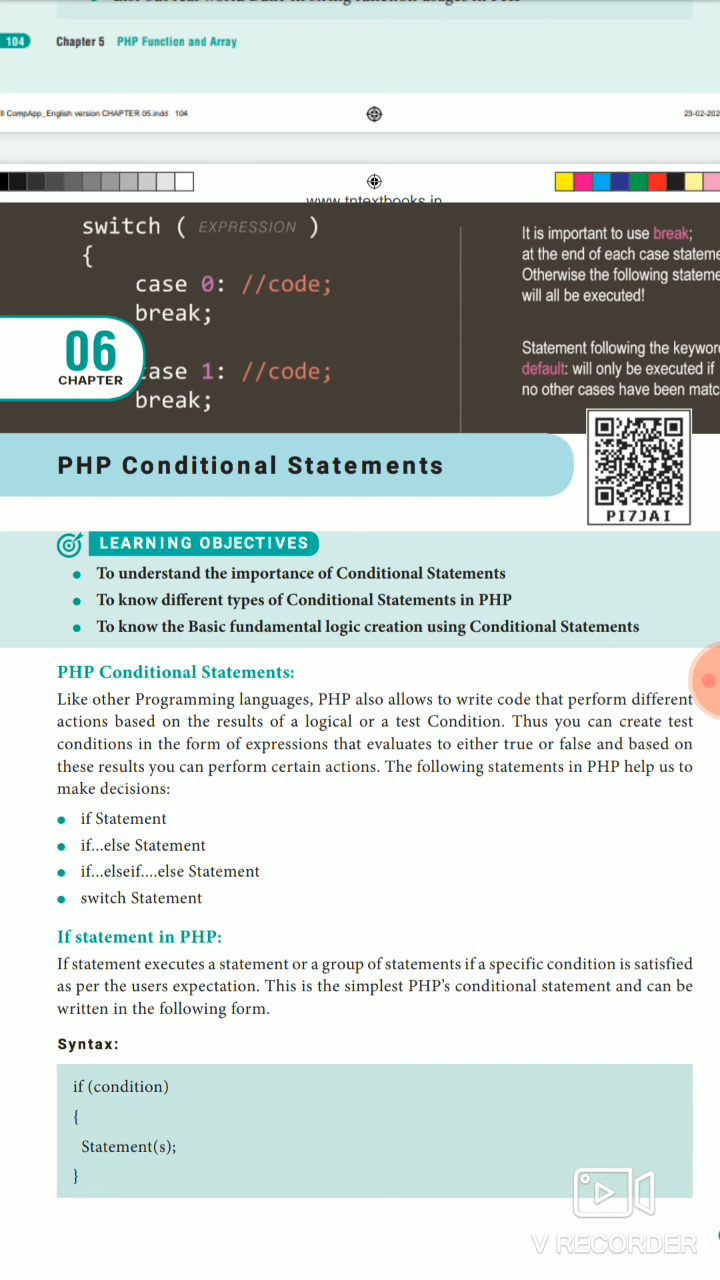 104 Chapter 5 PHP Function and Array
II CompApp_English version CHAPTER 05.indd 104
23-02-202
www.tntextbooks.in
switch ( EXPRESSION )
{
case 0: //code;
break;
case 1: //code;
break;
It is important to use break;
at the end of each case stateme
Otherwise the following stateme
will all be executed!
Statement following the keywor
default: will only be executed if
no other cases have been matc
06
CHAPTER
PHP Conditional Statements
PI7JAI
LEARNING OBJECTIVES
• To understand the importance of Conditional Statements
• To know different types of Conditional Statements in PHP
• To know the Basic fundamental logic creation using Conditional Statements
PHP Conditional Statements:
Like other Programming languages, PHP also allows to write code that perform different
actions based on the results of a logical or a test Condition. Thus you can create test
conditions in the form of expressions that evaluates to either true or false and based on
these results you can perform certain actions. The following statements in PHP help us to
make decisions:
• if Statement
• if...else Statement
• if...elseif....else Statement
• switch Statement
If statement in PHP:
If statement executes a statement or a group of statements if a specific condition is satisfied
as per the users expectation. This is the simplest PHP's conditional statement and can be
written in the following form.
Syntax:
if (condition)
{
Statement(s);
}
V RECORDER